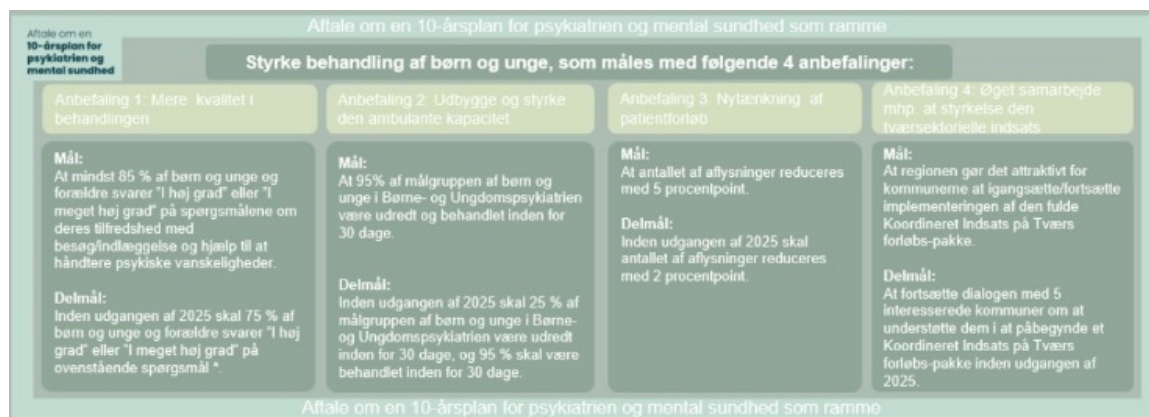 Aftale om en 10-årsplan for psykiatrien og mental sundhed som ramme
Aftale om en
10-årsplan for
psykiatrien og
mental sundhed
Styrke behandling af børn og unge, som måles med følgende 4 anbefalinger:
Anbefaling 1: Mere kvalitet i
behandlingen
Mål:
At mindst 85 % af børn og unge og
forældre svarer "I høj grad" eller "I
meget høj grad" på spørgsmålene om
deres tilfredshed med
besøg/indlæggelse og hjælp til at
håndtere psykiske vanskeligheder.
Delmål:
Inden udgangen af 2025 skal 75 % af
børn og unge og forældre svarer "I høj
grad" eller "I meget høj grad" på
ovenstående spørgsmål *.
Anbefaling 2: Udbygge og styrke
den ambulante kapacitet
Mål:
At 95% af målgruppen af børn og
unge i Børne- og Ungdomspsykiatrien
være udredt og behandlet inden for
30 dage.
Delmål:
Inden udgangen af 2025 skal 25 % af
målgruppen af børn og unge i Børne-
og Ungdomspsykiatrien være udredt
inden for 30 dage, og 95 % skal være
behandlet inden for 30 dage.
Anbefaling 3: Nytænkning af
patientforløb
Mål:
At antallet af aflysninger reduceres
med 5 procentpoint.
Delmål:
Inden udgangen af 2025 skal
antallet af aflysninger reduceres
med 2 procentpoint.
Anbefaling 4: Øget samarbejde
mhp. at styrkelse den
tværsektorielle indsats
Mål:
At regionen gør det attraktivt for
kommunerne at igangsætte/fortsætte
implementeringen af den fulde
Koordineret Indsats på Tværs
forløbs-pakke.
Delmål:
At fortsætte dialogen med 5
interesserede kommuner om at
understøtte dem i at påbegynde et
Koordineret Indsats på Tværs
forløbs-pakke inden udgangen af
2025.
Aftale om en 10-årsplan for psykiatrien og mental sundhed som ramme